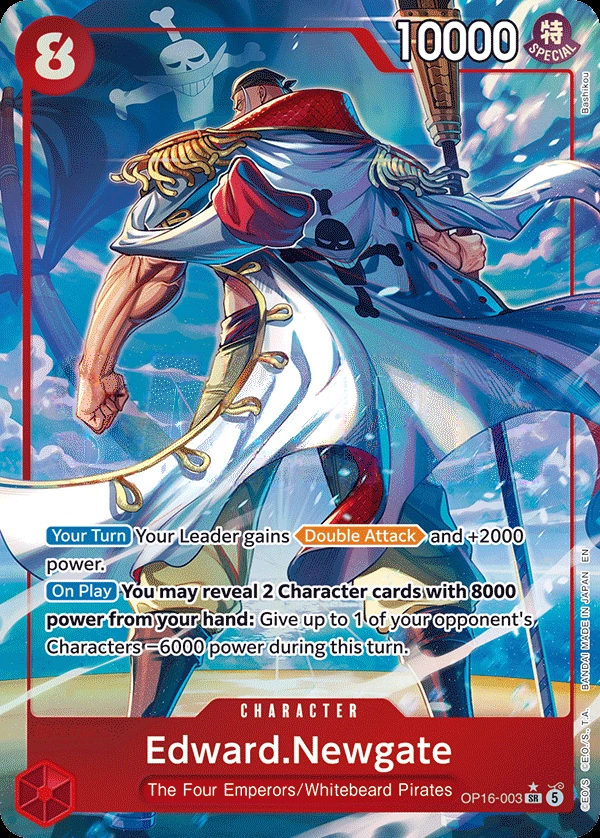 8
10000
特
SPECIAL
Bashikou
Your Turn Your Leader gains Double Attack and +2000
power.
On Play You may reveal 2 Character cards with 8000
power from your hand: Give up to 1 of your opponent's
Characters −6000 power during this turn.
CHARACTER
Edward.Newgate
The Four Emperors/Whitebeard Pirates
OP16-003 SR 5
©E.O/S., T.A. BANDAI MADE IN JAPAN EN